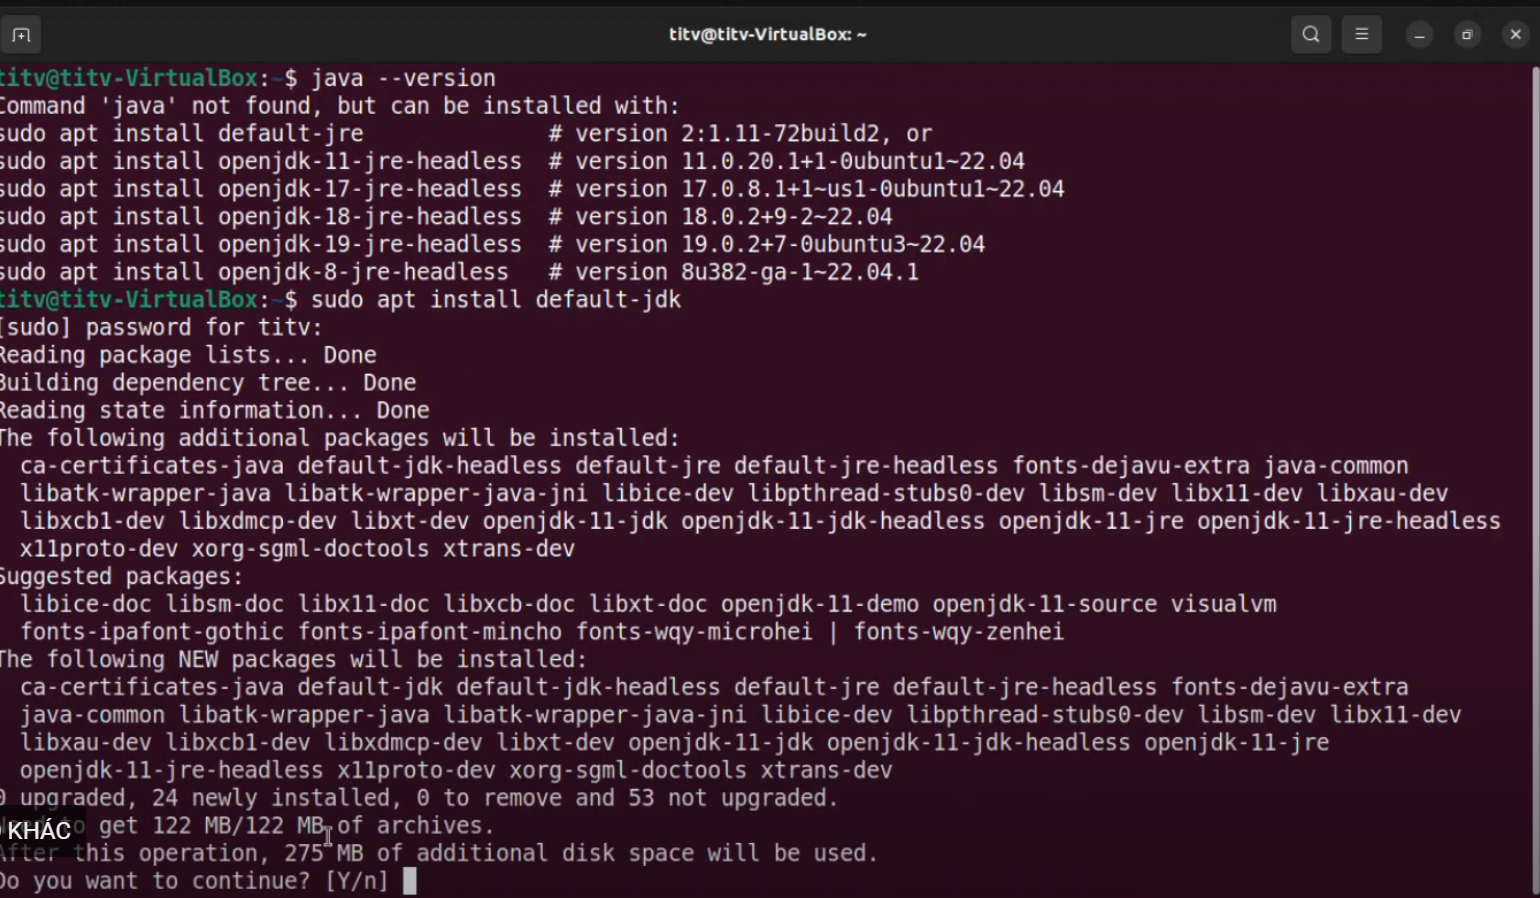 titv@titv-VirtualBox: ~
titv@titv-VirtualBox:~$ java --version
Command 'java' not found, but can be installed with:
sudo apt install default-jre              # version 2:1.11-72build2, or
sudo apt install openjdk-11-jre-headless  # version 11.0.20.1+1-0ubuntu1~22.04
sudo apt install openjdk-17-jre-headless  # version 17.0.8.1+1~us1-0ubuntu1~22.04
sudo apt install openjdk-18-jre-headless  # version 18.0.2+9-2~22.04
sudo apt install openjdk-19-jre-headless  # version 19.0.2+7-0ubuntu3~22.04
sudo apt install openjdk-8-jre-headless   # version 8u382-ga-1~22.04.1
titv@titv-VirtualBox:~$ sudo apt install default-jdk
[sudo] password for titv:
Reading package lists... Done
Building dependency tree... Done
Reading state information... Done
The following additional packages will be installed:
  ca-certificates-java default-jdk-headless default-jre default-jre-headless fonts-dejavu-extra java-common
  libatk-wrapper-java libatk-wrapper-java-jni libice-dev libpthread-stubs0-dev libsm-dev libx11-dev libxau-dev
  libxcb1-dev libxdmcp-dev libxt-dev openjdk-11-jdk openjdk-11-jdk-headless openjdk-11-jre openjdk-11-jre-headless
  x11proto-dev xorg-sgml-doctools xtrans-dev
Suggested packages:
  libice-doc libsm-doc libx11-doc libxcb-doc libxt-doc openjdk-11-demo openjdk-11-source visualvm
  fonts-ipafont-gothic fonts-ipafont-mincho fonts-wqy-microhei | fonts-wqy-zenhei
The following NEW packages will be installed:
  ca-certificates-java default-jdk default-jdk-headless default-jre default-jre-headless fonts-dejavu-extra
  java-common libatk-wrapper-java libatk-wrapper-java-jni libice-dev libpthread-stubs0-dev libsm-dev libx11-dev
  libxau-dev libxcb1-dev libxdmcp-dev libxt-dev openjdk-11-jdk openjdk-11-jdk-headless openjdk-11-jre
  openjdk-11-jre-headless x11proto-dev xorg-sgml-doctools xtrans-dev
0 upgraded, 24 newly installed, 0 to remove and 53 not upgraded.
to get 122 MB/122 MB of archives.
KHÁC
After this operation, 275 MB of additional disk space will be used.
Do you want to continue? [Y/n]